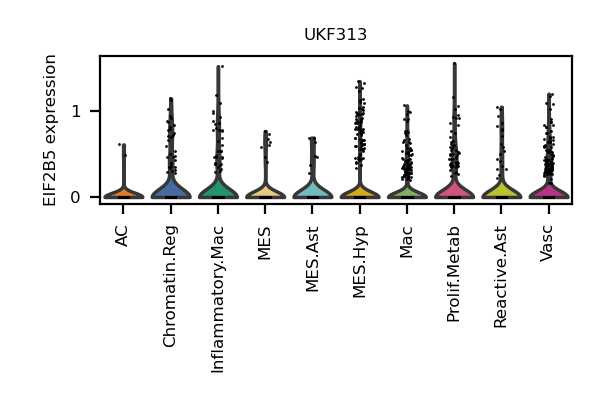 UKF313
EIF2B5 expression
1
0
AC
Chromatin.Reg
Inflammatory.Mac
MES
MES.Ast
MES.Hyp
Mac
Prolif.Metab
Reactive.Ast
Vasc